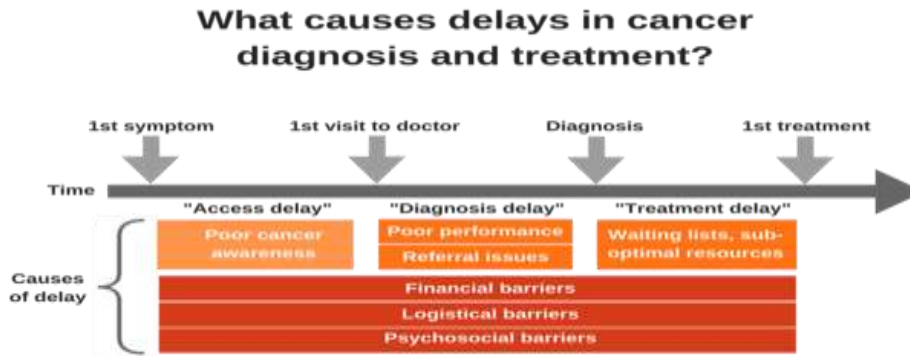 What causes delays in cancer
diagnosis and treatment?
1st symptom
1st visit to doctor
Diagnosis
1st treatment
Time
"Access delay"
"Diagnosis delay"
"Treatment delay"
Poor cancer
awareness
Poor performance
Referral issues
Waiting lists, sub-
optimal resources
Causes
of delay
Financial barriers
Logistical barriers
Psychosocial barriers